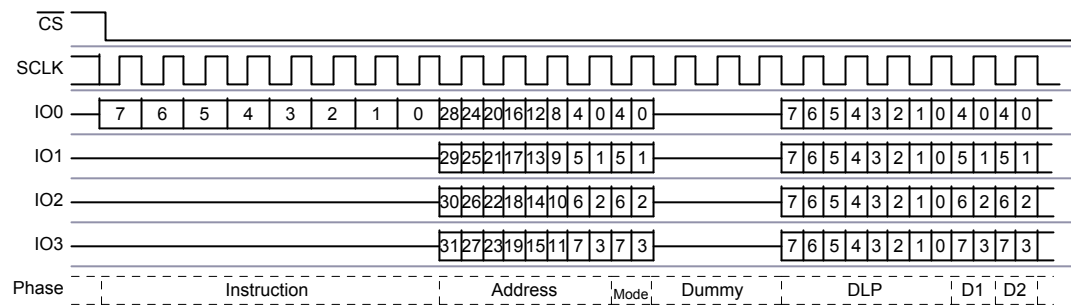 CS
SCLK
IO0 7 6 5 4 3 2 1 0 28 24 20 16 12 8 4 0 4 0 7 6 5 4 3 2 1 0 4 0 4 0
IO1 29 25 21 17 13 9 5 1 5 1 7 6 5 4 3 2 1 0 5 1 5 1
IO2 30 26 22 18 14 10 6 2 6 2 7 6 5 4 3 2 1 0 6 2 6 2
IO3 31 27 23 19 15 11 7 3 7 3 7 6 5 4 3 2 1 0 7 3 7 3
Phase Instruction Address Mode Dummy DLP D1 D2